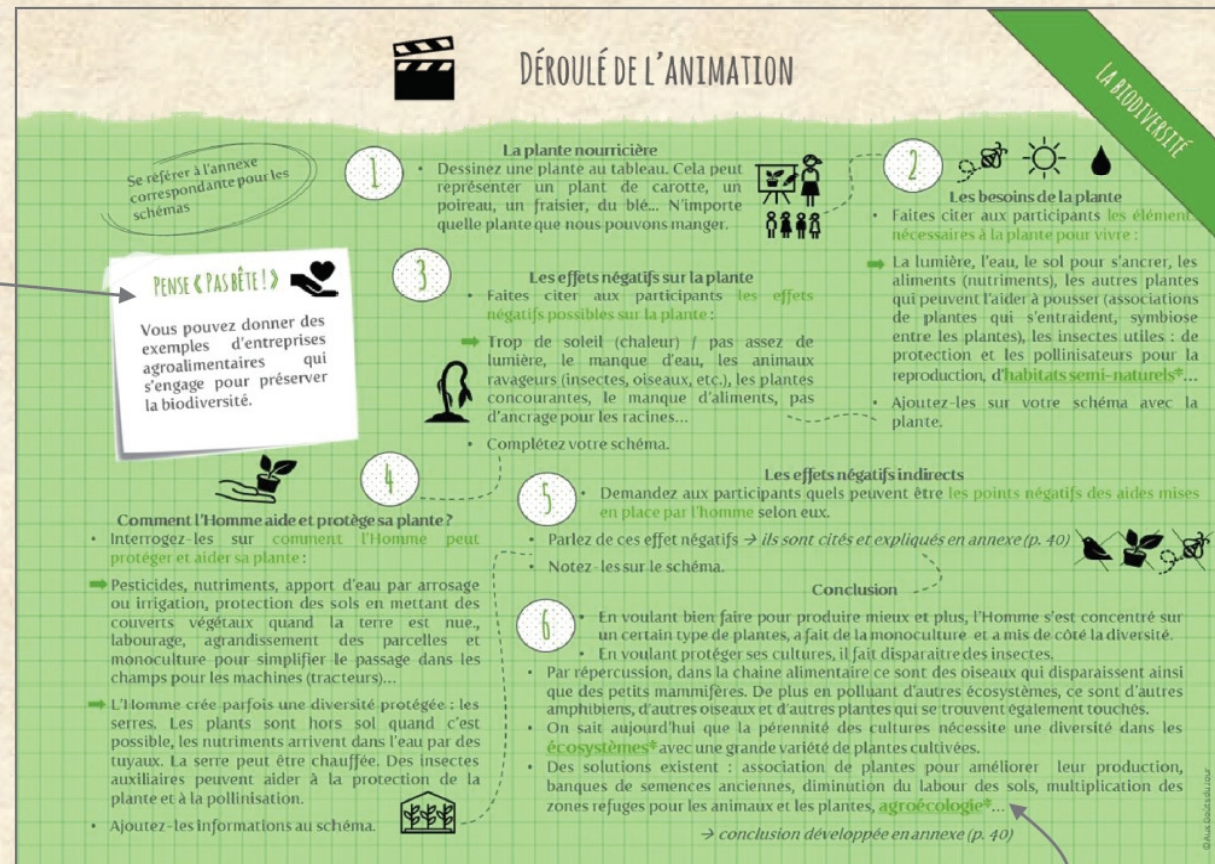 DÉROULÉ DE L'ANIMATION
LA BIODIVERSITÉ
Se référer à l'annexe
correspondante pour les
schémas
1
La plante nourricière
• Dessinez une plante au tableau. Cela peut
représenter un plant de carotte, un
poireau, un fraisier, du blé... N'importe
quelle plante que nous pouvons manger.
2
Les besoins de la plante
• Faites citer aux participants les éléments
nécessaires à la plante pour vivre :
La lumière, l'eau, le sol pour s'ancrer, les
aliments (nutriments), les autres plantes
qui peuvent l'aider à pousser (associations
de plantes qui s'entraident, symbiose
entre les plantes), les insectes utiles : de
protection et les pollinisateurs pour la
reproduction, d'habitats semi-naturels*...
• Ajoutez-les sur votre schéma avec la
plante.
PENSE « PAS BÊTE ! »
Vous pouvez donner des
exemples d'entreprises
agroalimentaires qui
s'engage pour préserver
la biodiversité.
3
Les effets négatifs sur la plante
• Faites citer aux participants les effets
négatifs possibles sur la plante :
Trop de soleil (chaleur) / pas assez de
lumière, le manque d'eau, les animaux
ravageurs (insectes, oiseaux, etc.), les plantes
concourantes, le manque d'aliments, pas
d'ancrage pour les racines...
• Complétez votre schéma.
4
Comment l'Homme aide et protège sa plante ?
• Interrogez-les sur comment l'Homme peut
protéger et aider sa plante :
Pesticides, nutriments, apport d'eau par arrosage
ou irrigation, protection des sols en mettant des
couverts végétaux quand la terre est nue.,
labourage, agrandissement des parcelles et
monoculture pour simplifier le passage dans les
champs pour les machines (tracteurs)...
L'Homme crée parfois une diversité protégée : les
serres. Les plants sont hors sol quand c'est
possible, les nutriments arrivent dans l'eau par des
tuyaux. La serre peut être chauffée. Des insectes
auxiliaires peuvent aider à la protection de la
plante et à la pollinisation.
• Ajoutez-les informations au schéma.
5
Les effets négatifs indirects
• Demandez aux participants quels peuvent être les points négatifs des aides mises
en place par l'homme selon eux.
• Parlez de ces effet négatifs → ils sont cités et expliqués en annexe (p. 40)
• Notez-les sur le schéma.
6
Conclusion
• En voulant bien faire pour produire mieux et plus, l'Homme s'est concentré sur
un certain type de plantes, a fait de la monoculture et a mis de côté la diversité.
• En voulant protéger ses cultures, il fait disparaitre des insectes.
• Par répercussion, dans la chaine alimentaire ce sont des oiseaux qui disparaissent ainsi
que des petits mammifères. De plus en polluant d'autres écosystèmes, ce sont d'autres
amphibiens, d'autres oiseaux et d'autres plantes qui se trouvent également touchés.
• On sait aujourd'hui que la pérennité des cultures nécessite une diversité dans les
écosystèmes* avec une grande variété de plantes cultivées.
• Des solutions existent : association de plantes pour améliorer leur production,
banques de semences anciennes, diminution du labour des sols, multiplication des
zones refuges pour les animaux et les plantes, agroécologie*...
→ conclusion développée en annexe (p. 40)
©Aux Goûts du Jour